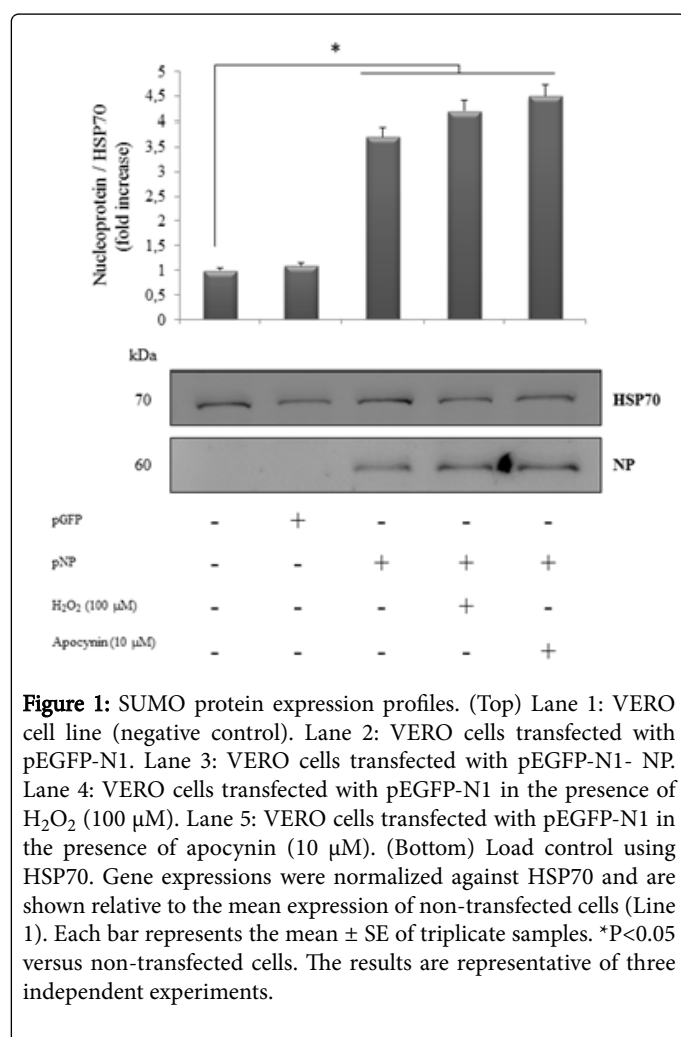 *
Nucleoprotein / HSP70
(fold increase)
5
4,5
4
3,5
3
2,5
2
1,5
1
0,5
0
kDa
70 HSP70
60 NP
pGFP - + - - -
pNP - - + + +
H₂O₂ (100 μM) - - - + -
Apocynin (10 μM) - - - - +
Figure 1: SUMO protein expression profiles. (Top) Lane 1: VERO
cell line (negative control). Lane 2: VERO cells transfected with
pEGFP-N1. Lane 3: VERO cells transfected with pEGFP-N1- NP.
Lane 4: VERO cells transfected with pEGFP-N1 in the presence of
H₂O₂ (100 μM). Lane 5: VERO cells transfected with pEGFP-N1 in
the presence of apocynin (10 μM). (Bottom) Load control using
HSP70. Gene expressions were normalized against HSP70 and are
shown relative to the mean expression of non-transfected cells (Line
1). Each bar represents the mean ± SE of triplicate samples. *P<0.05
versus non-transfected cells. The results are representative of three
independent experiments.